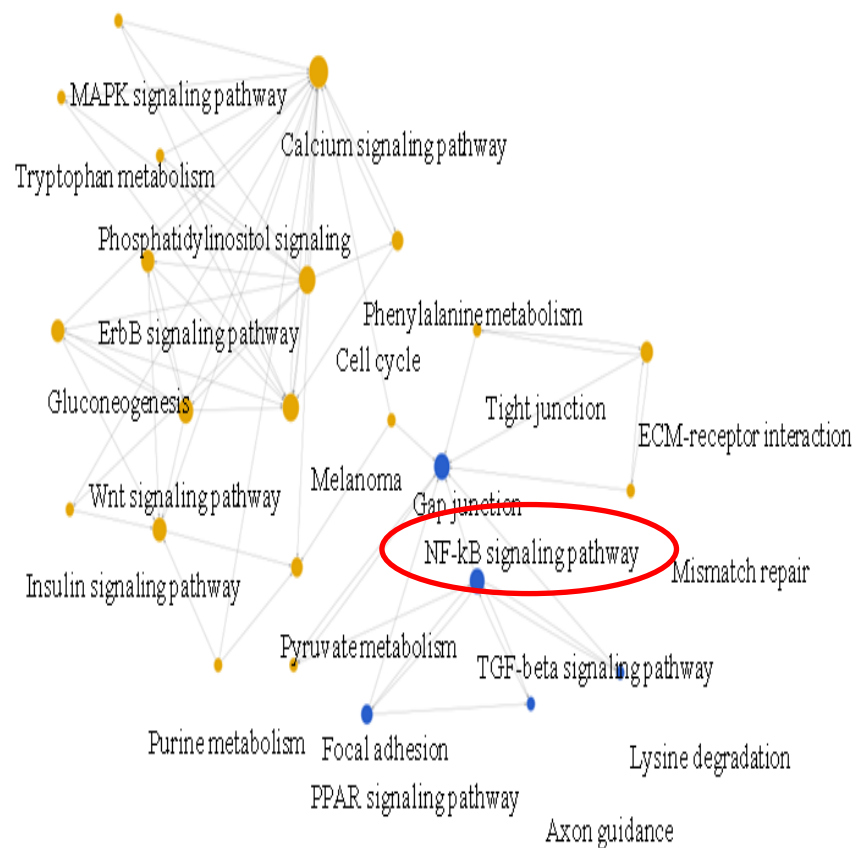 MAPK signaling pathway
Calcium signaling pathway
Tryptophan metabolism
Phosphatidylinositol signaling
Phenylalanine metabolism
ErbB signaling pathway
Cell cycle
Gluconeogenesis
Tight junction
ECM-receptor interaction
Melanoma
Wnt signaling pathway
Gap junction
NF-kB signaling pathway
Mismatch repair
Insulin signaling pathway
Pyruvate metabolism
TGF-beta signaling pathway
Purine metabolism
Focal adhesion
Lysine degradation
PPAR signaling pathway
Axon guidance